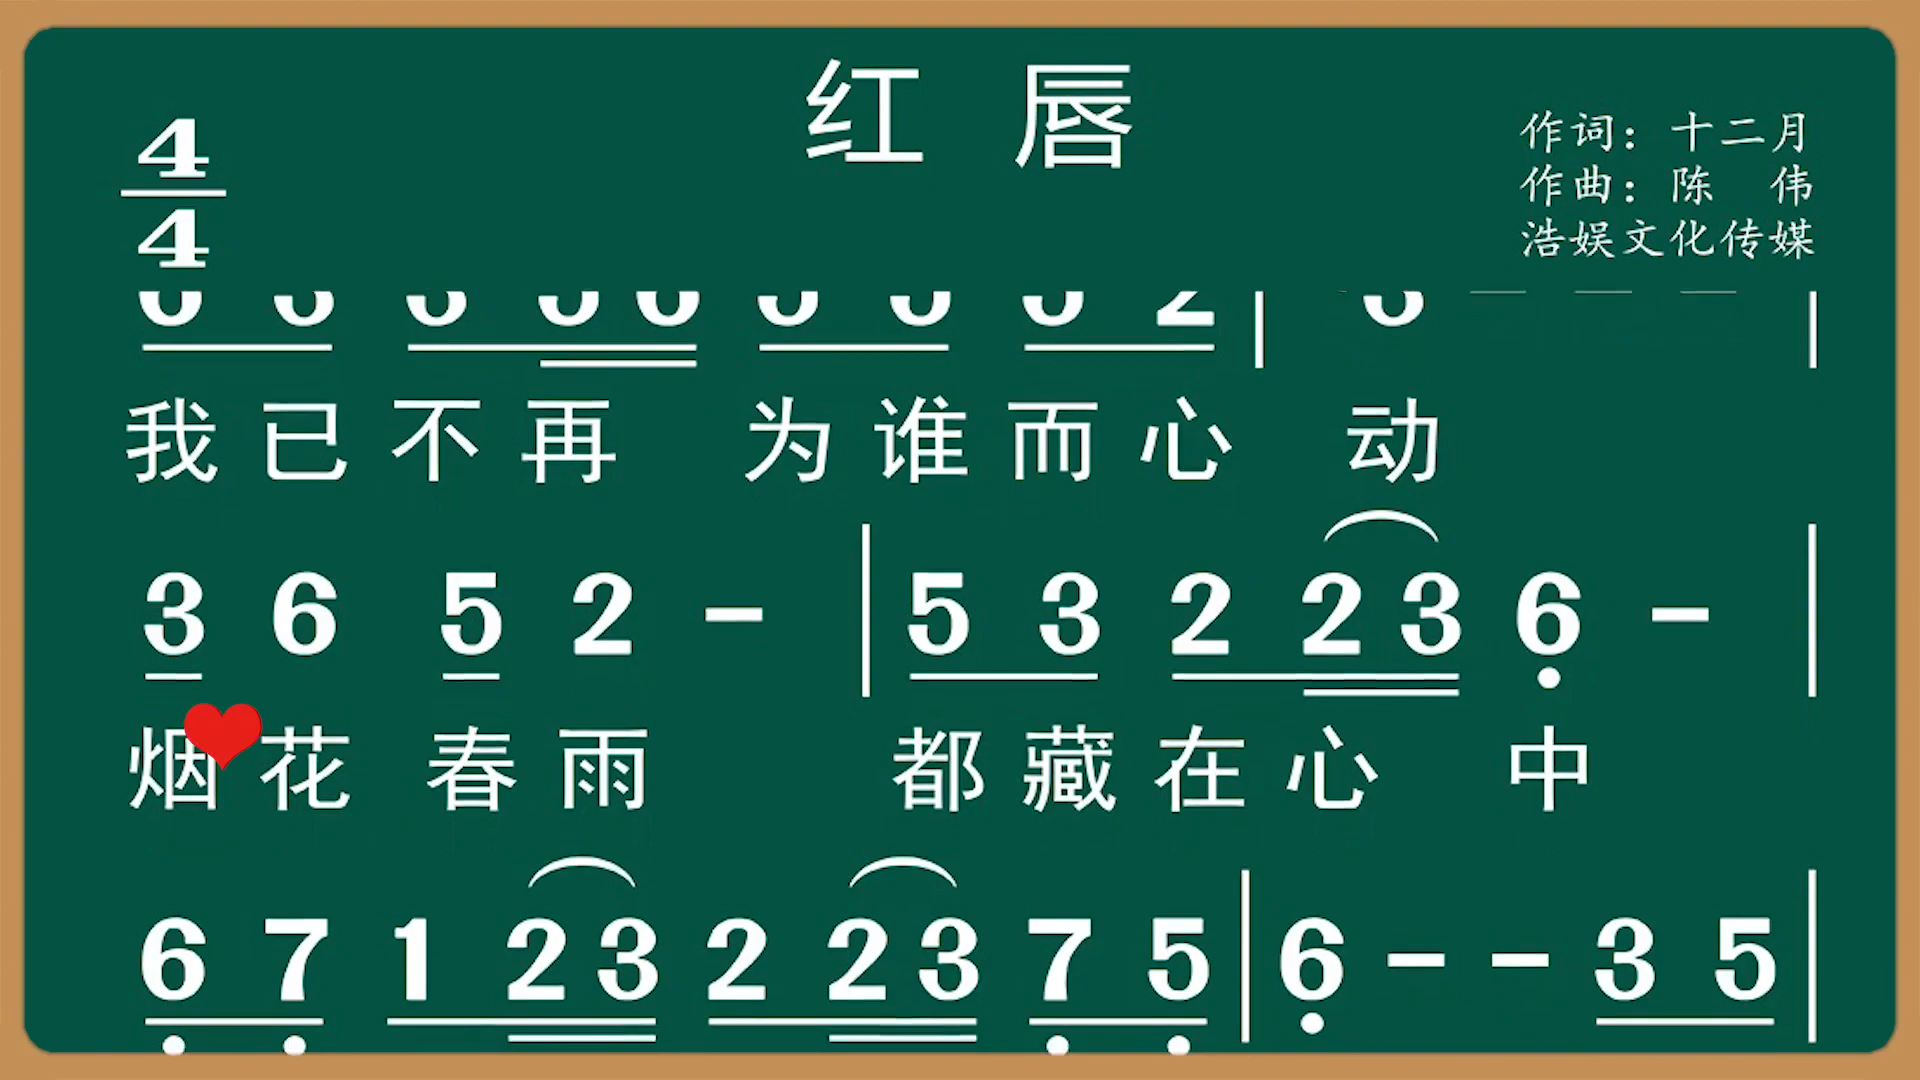 红 唇
4
4
作词：十二月
作曲：陈 伟
浩娱文化传媒
我已不再 为谁而心 动
3 6 5 2 - | 5 3 2 2 3 6 - |
烟花春雨 都藏在心 中
6 7 1 2 3 2 2 3 7 5 | 6 - - 3 5 |